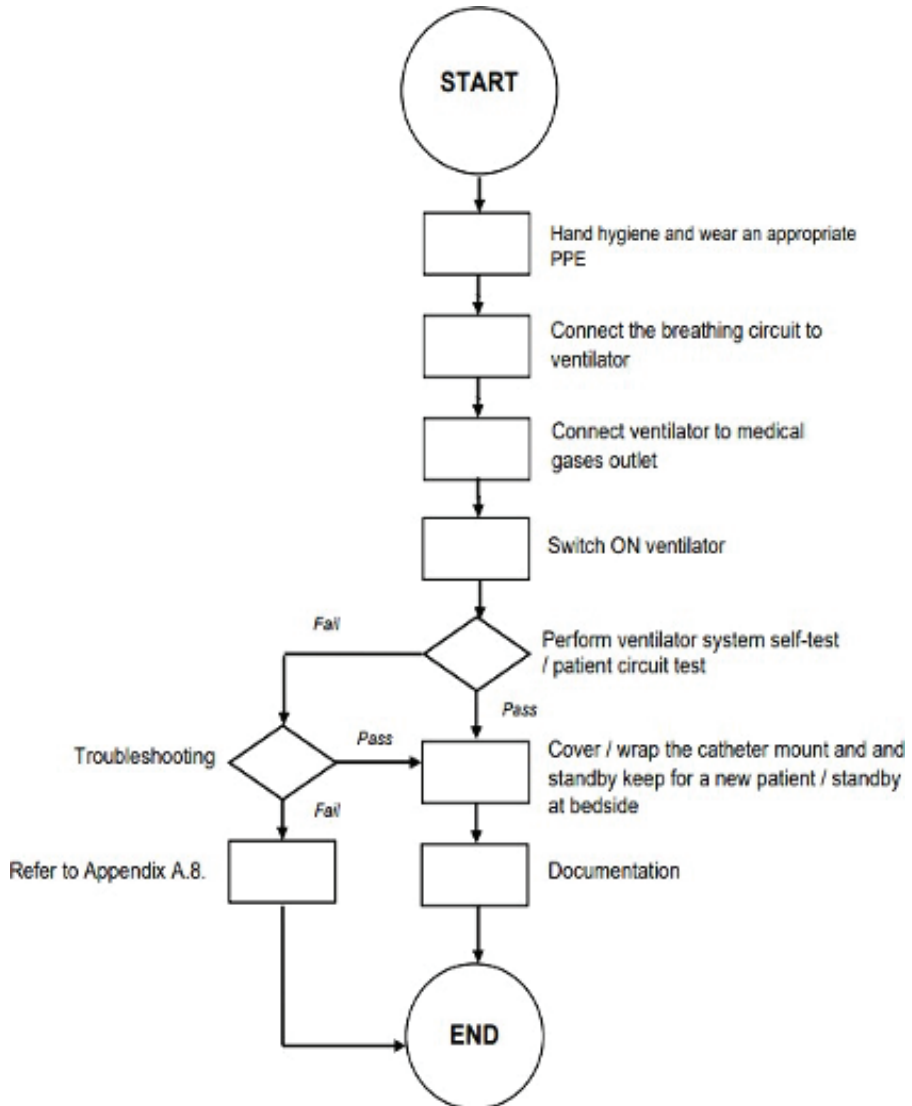 START
Hand hygiene and wear an appropriate
PPE
Connect the breathing circuit to
ventilator
Connect ventilator to medical
gases outlet
Switch ON ventilator
Fail
Perform ventilator system self-test
/ patient circuit test
Pass
Troubleshooting
Pass
Cover / wrap the catheter mount and and
standby keep for a new patient / standby
at bedside
Fail
Refer to Appendix A.8.
Documentation
END